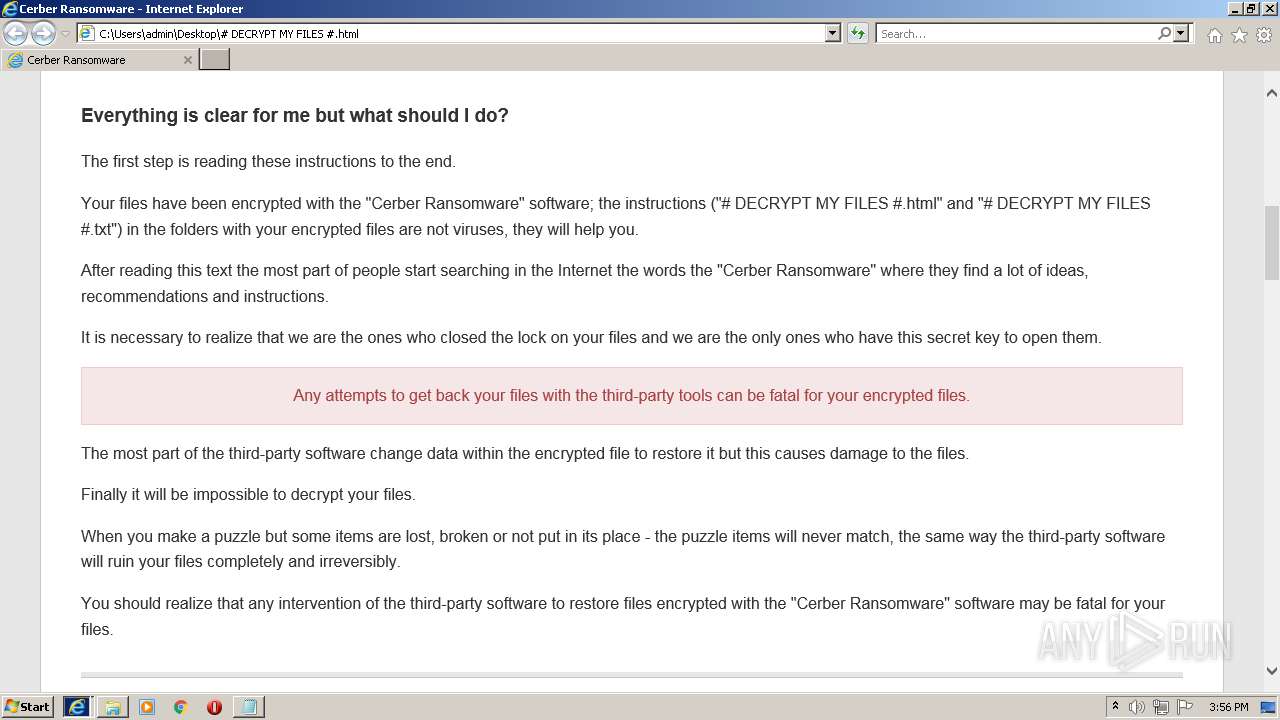 Cerber Ransomware - Internet Explorer
C:\Users\admin\Desktop\# DECRYPT MY FILES #.html
Search...
Cerber Ransomware
Everything is clear for me but what should I do?
The first step is reading these instructions to the end.
Your files have been encrypted with the "Cerber Ransomware" software; the instructions ("# DECRYPT MY FILES #.html" and "# DECRYPT MY FILES
#.txt") in the folders with your encrypted files are not viruses, they will help you.
After reading this text the most part of people start searching in the Internet the words the "Cerber Ransomware" where they find a lot of ideas,
recommendations and instructions.
It is necessary to realize that we are the ones who closed the lock on your files and we are the only ones who have this secret key to open them.
Any attempts to get back your files with the third-party tools can be fatal for your encrypted files.
The most part of the third-party software change data within the encrypted file to restore it but this causes damage to the files.
Finally it will be impossible to decrypt your files.
When you make a puzzle but some items are lost, broken or not put in its place - the puzzle items will never match, the same way the third-party software
will ruin your files completely and irreversibly.
You should realize that any intervention of the third-party software to restore files encrypted with the "Cerber Ransomware" software may be fatal for your
files.
ANY RUN
Start
3:56 PM